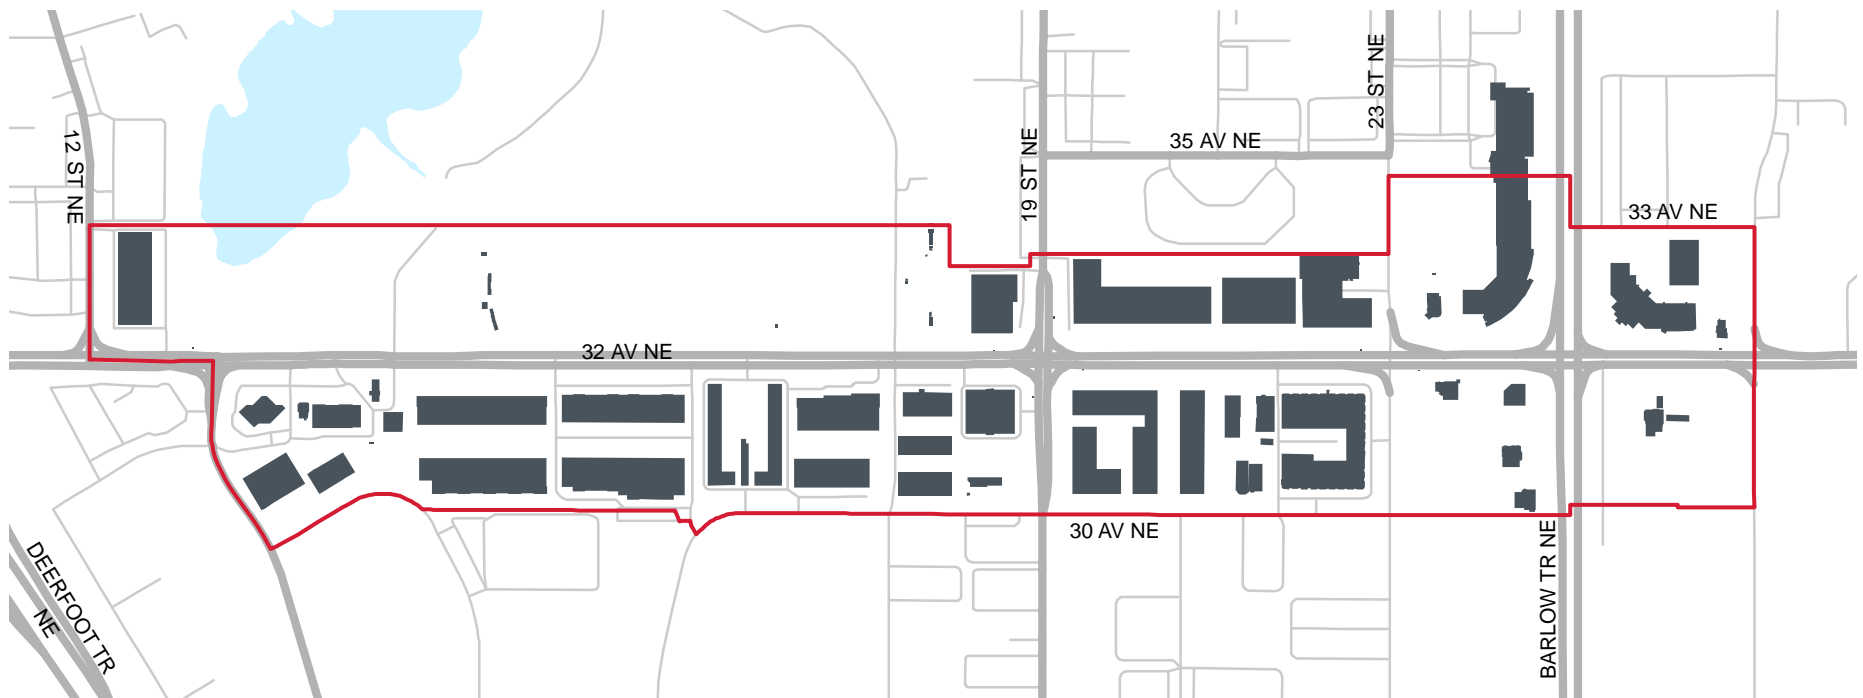 12 ST NE
19 ST NE
35 AV NE
23 ST NE
33 AV NE
32 AV NE
30 AV NE
BARLOW TR NE
DEERFOOT TR
NE